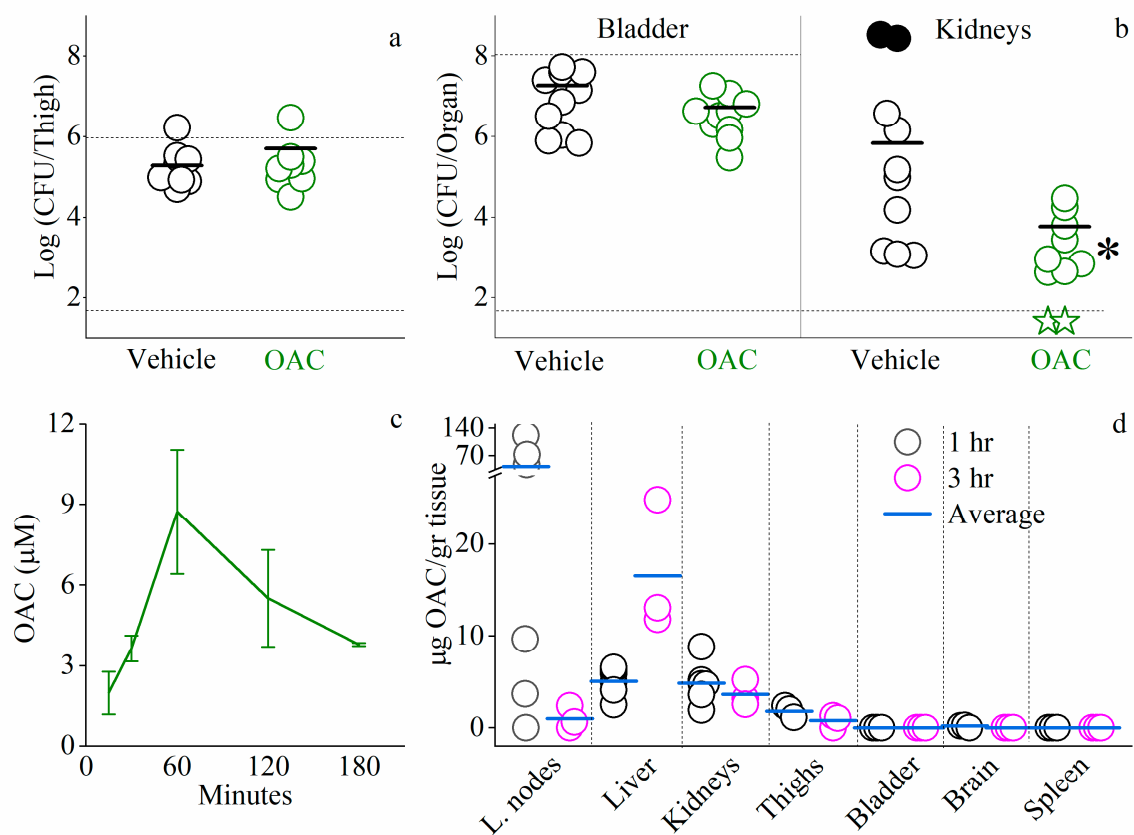 a
Log (CFU/Thigh)
8
6
4
2
Vehicle
OAC
b
Bladder
Kidneys
Log (CFU/Organ)
8
6
4
2
*
Vehicle
OAC
Vehicle
OAC
c
OAC (µM)
12
9
6
3
0
0
60
120
180
Minutes
d
µg OAC/gr tissue
140
70
20
10
0
1 hr
3 hr
Average
L. nodes
Liver
Kidneys
Thighs
Bladder
Brain
Spleen